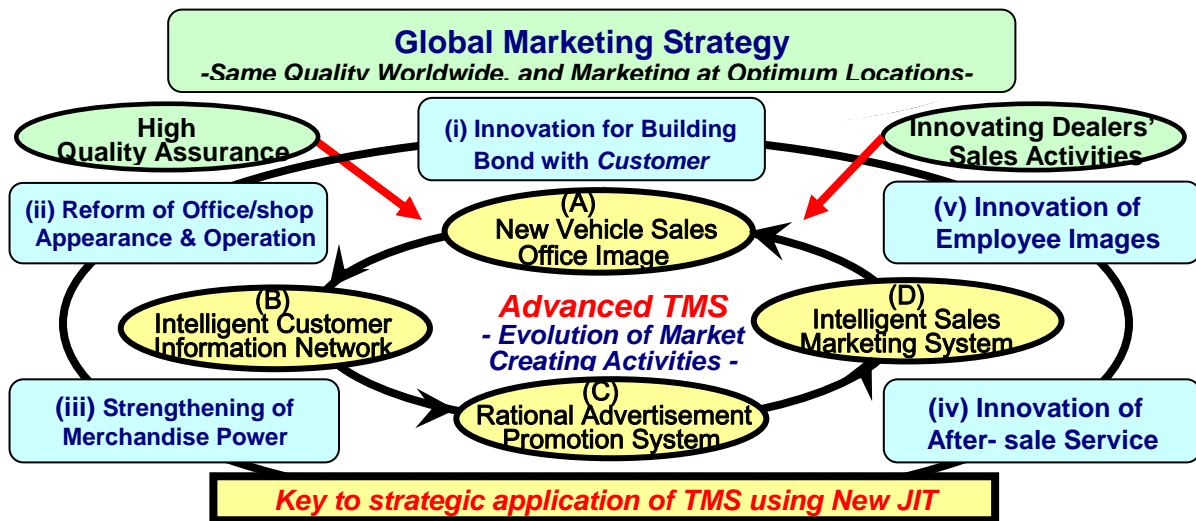 Global Marketing Strategy
-Same Quality Worldwide, and Marketing at Optimum Locations-
High
Quality Assurance
(i) Innovation for Building
Bond with Customer
Innovating Dealers’
Sales Activities
(ii) Reform of Office/shop
Appearance & Operation
(A)
New Vehicle Sales
Office Image
(v) Innovation of
Employee Images
(B)
Intelligent Customer
Information Network
Advanced TMS
- Evolution of Market
Creating Activities -
(D)
Intelligent Sales
Marketing System
(iii) Strengthening of
Merchandise Power
(C)
Rational Advertisement
Promotion System
(iv) Innovation of
After- sale Service
Key to strategic application of TMS using New JIT